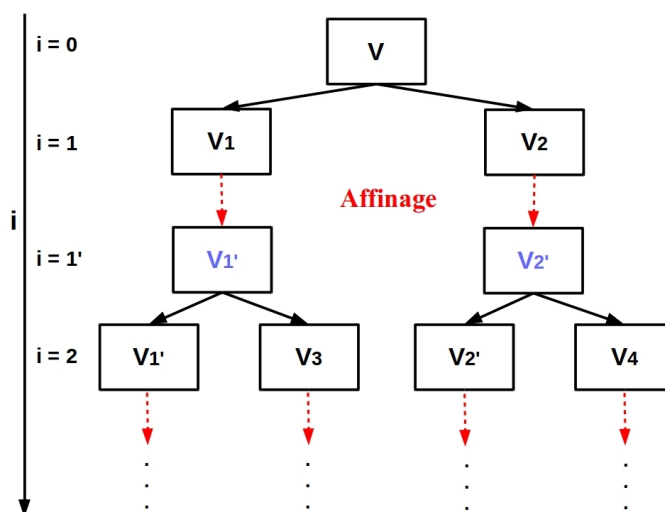 i = 0
V
i = 1
V1
V2
Affinage
i
i = 1'
V1'
V2'
i = 2
V1'
V3
V2'
V4